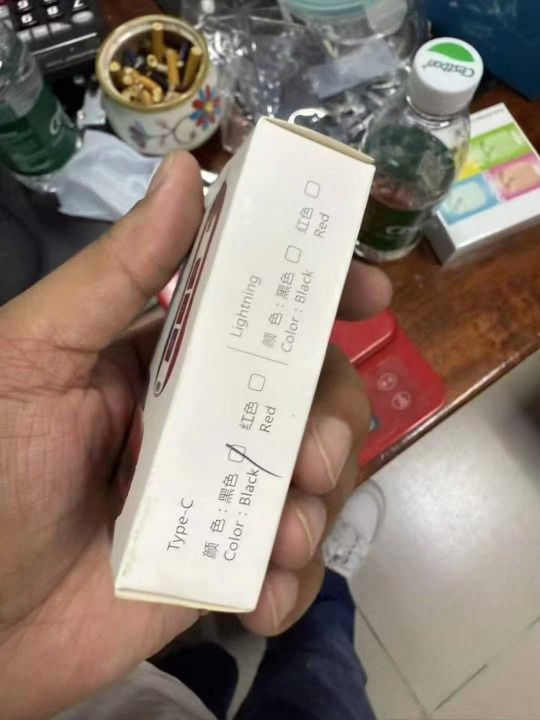 Type-C
颜 色：黑色 红色
Color：Black Red
Lightning
颜 色：黑色 红色
Color：Black Red
Cestbon